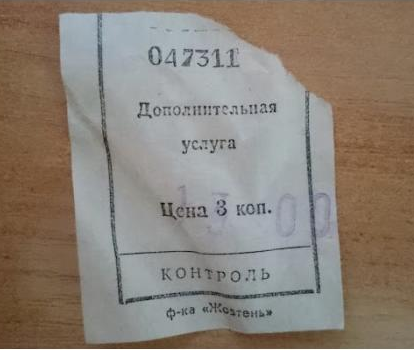 047311
Дополнительная
услуга
Цена 3 коп.
КОНТРОЛЬ
ф-ка «Жовтень»